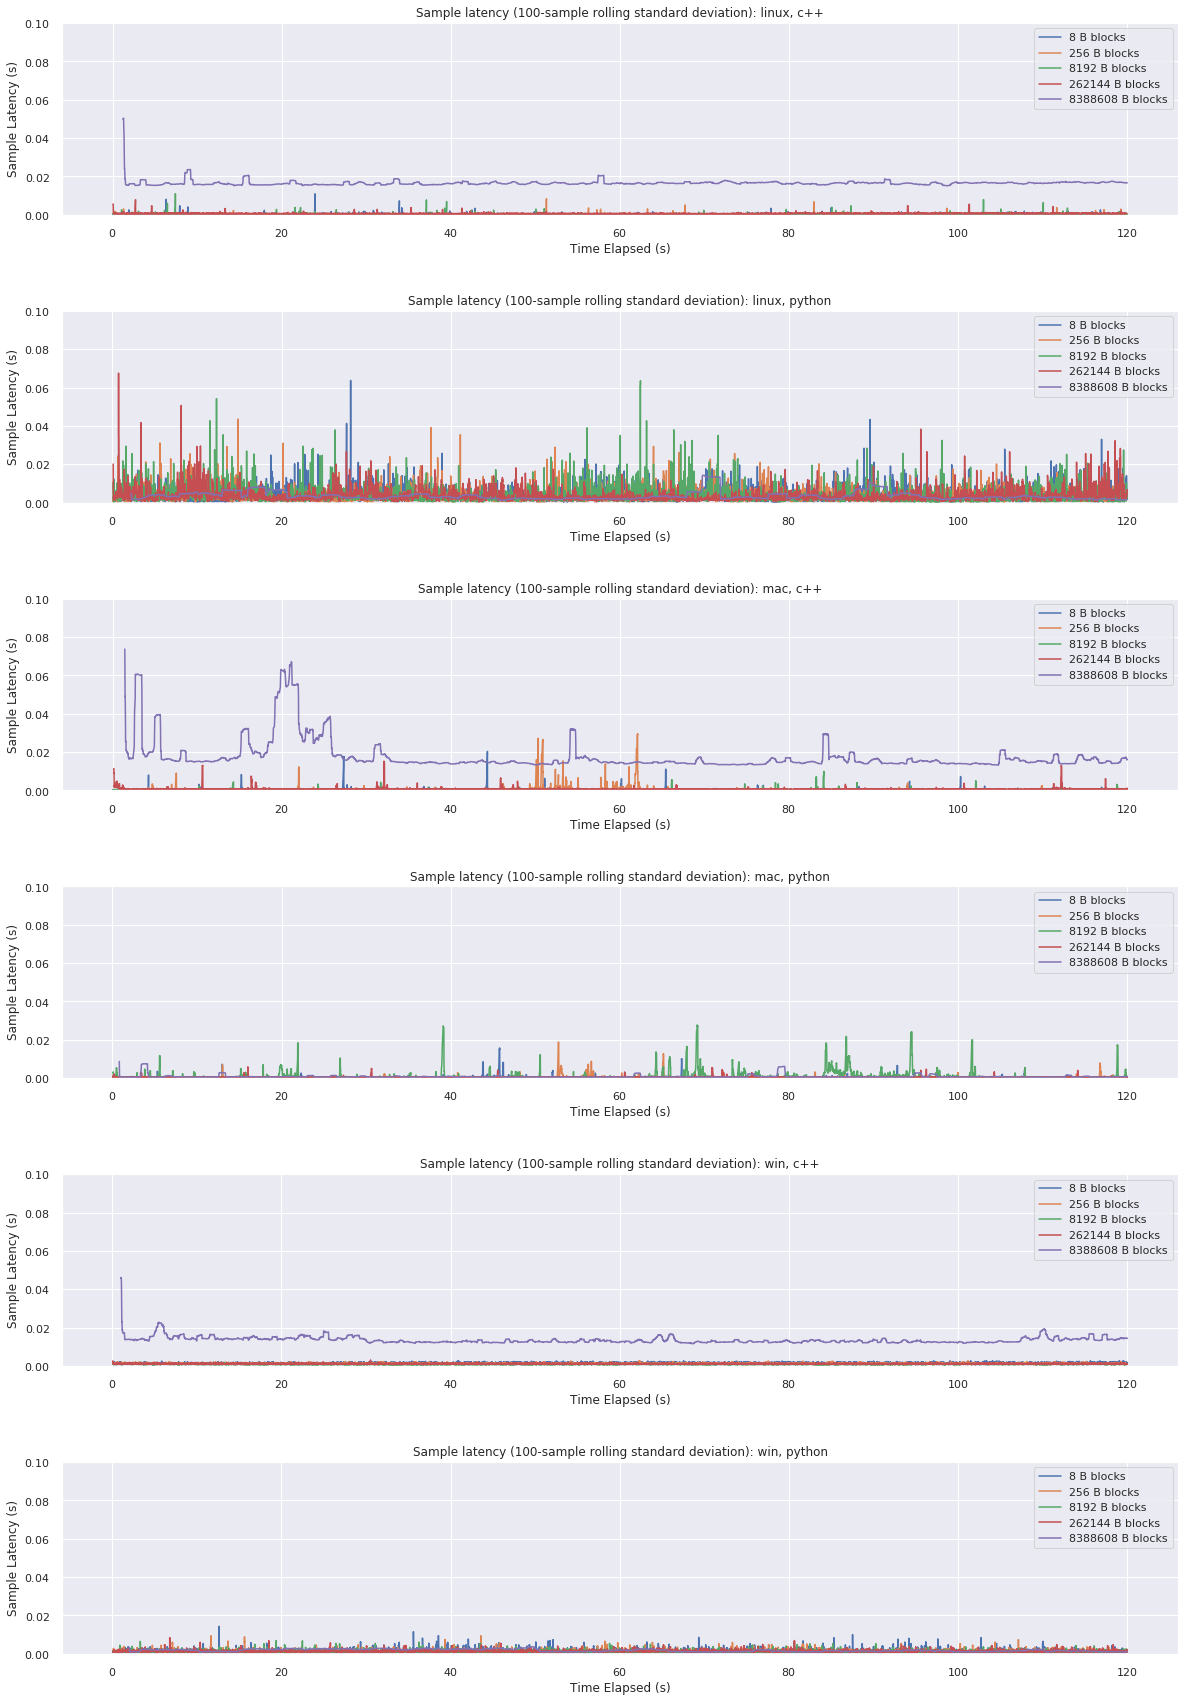 Sample latency (100-sample rolling standard deviation): linux, c++
0.10
0.08
0.06
0.04
0.02
0.00
Sample Latency (s)
8 B blocks
256 B blocks
8192 B blocks
262144 B blocks
8388608 B blocks
0 20 40 60 80 100 120
Time Elapsed (s)
Sample latency (100-sample rolling standard deviation): linux, python
0.10
0.08
0.06
0.04
0.02
0.00
Sample Latency (s)
8 B blocks
256 B blocks
8192 B blocks
262144 B blocks
8388608 B blocks
0 20 40 60 80 100 120
Time Elapsed (s)
Sample latency (100-sample rolling standard deviation): mac, c++
0.10
0.08
0.06
0.04
0.02
0.00
Sample Latency (s)
8 B blocks
256 B blocks
8192 B blocks
262144 B blocks
8388608 B blocks
0 20 40 60 80 100 120
Time Elapsed (s)
Sample latency (100-sample rolling standard deviation): mac, python
0.10
0.08
0.06
0.04
0.02
0.00
Sample Latency (s)
8 B blocks
256 B blocks
8192 B blocks
262144 B blocks
8388608 B blocks
0 20 40 60 80 100 120
Time Elapsed (s)
Sample latency (100-sample rolling standard deviation): win, c++
0.10
0.08
0.06
0.04
0.02
0.00
Sample Latency (s)
8 B blocks
256 B blocks
8192 B blocks
262144 B blocks
8388608 B blocks
0 20 40 60 80 100 120
Time Elapsed (s)
Sample latency (100-sample rolling standard deviation): win, python
0.10
0.08
0.06
0.04
0.02
0.00
Sample Latency (s)
8 B blocks
256 B blocks
8192 B blocks
262144 B blocks
8388608 B blocks
0 20 40 60 80 100 120
Time Elapsed (s)